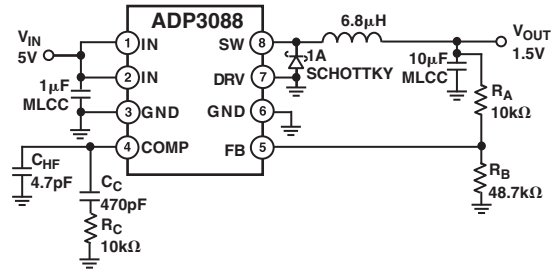 ADP3088
VIN
5V
1
IN
SW
8
6.8μH
VOUT
1.5V
1A
SCHOTTKY
10μF
MLCC
2
IN
DRV
7
1μF
MLCC
3
GND
GND
6
RA
10kΩ
4
COMP
FB
5
CHF
4.7pF
CC
470pF
RB
48.7kΩ
RC
10kΩ